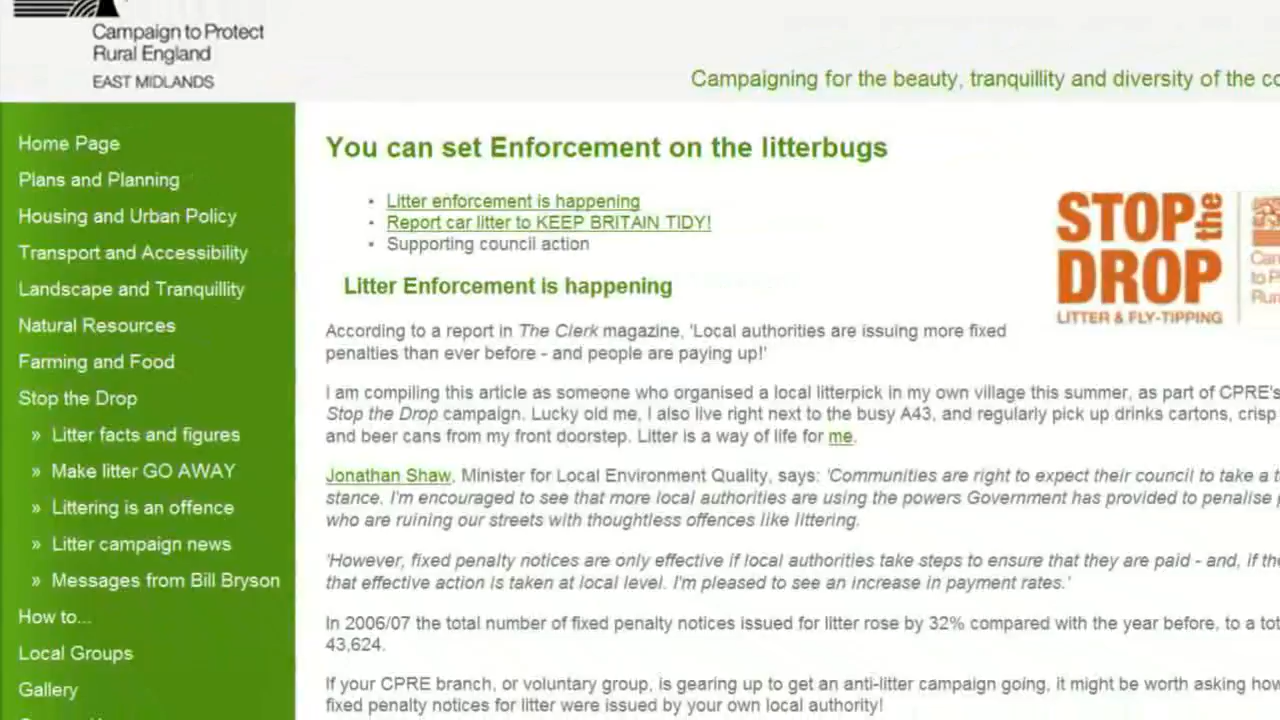 Campaign to Protect
Rural England
EAST MIDLANDS
Campaigning for the beauty, tranquillity and diversity of the
Home Page
Plans and Planning
Housing and Urban Policy
Transport and Accessibility
Landscape and Tranquillity
Natural Resources
Farming and Food
Stop the Drop
» Litter facts and figures
» Make litter GO AWAY
» Littering is an offence
» Litter campaign news
» Messages from Bill Bryson
How to...
Local Groups
Gallery
You can set Enforcement on the litterbugs
• Litter enforcement is happening
• Report car litter to KEEP BRITAIN TIDY!
• Supporting council action
STOP the
DROP
LITTER & FLY-TIPPING
Litter Enforcement is happening
According to a report in The Clerk magazine, 'Local authorities are issuing more fixed
penalties than ever before - and people are paying up!'
I am compiling this article as someone who organised a local litterpick in my own village this summer, as part of CPRE's
Stop the Drop campaign. Lucky old me, I also live right next to the busy A43, and regularly pick up drinks cartons, crisp
and beer cans from my front doorstep. Litter is a way of life for me.
Jonathan Shaw, Minister for Local Environment Quality, says: 'Communities are right to expect their council to take a
stance. I'm encouraged to see that more local authorities are using the powers Government has provided to penalise
who are ruining our streets with thoughtless offences like littering.
'However, fixed penalty notices are only effective if local authorities take steps to ensure that they are paid - and, if
that effective action is taken at local level. I'm pleased to see an increase in payment rates.'
In 2006/07 the total number of fixed penalty notices issued for litter rose by 32% compared with the year before, to a
43,624.
If your CPRE branch, or voluntary group, is gearing up to get an anti-litter campaign going, it might be worth asking how
fixed penalty notices for litter were issued by your own local authority!